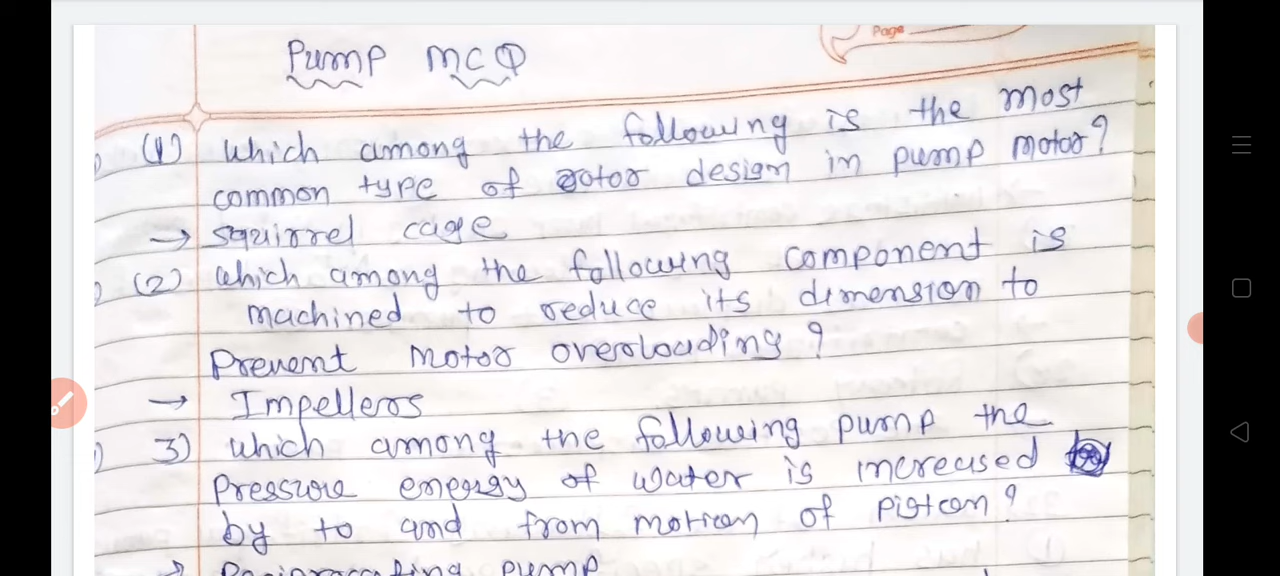 Page
Pump MCQ
(1) Which among the following is the most
common type of rotor design in pump motor?
→ squirrel cage
(2) Which among the following component is
machined to reduce its dimension to
Prevent motor overloading?
→ Impellers
3) Which among the following pump the
Pressure energy of water is increased
by to and from motion of piston?
→ Reciprocating pump